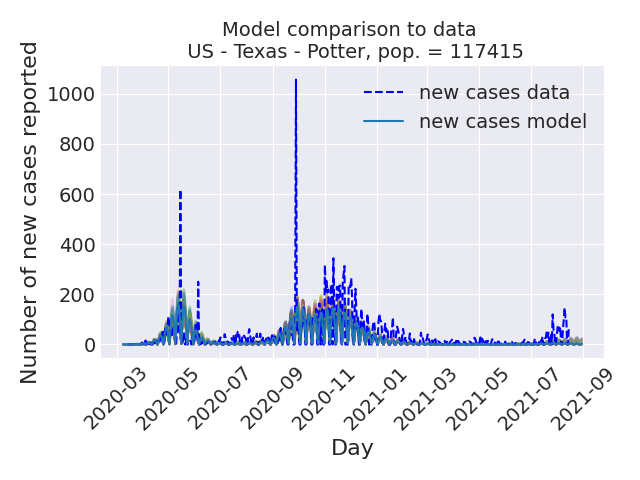 Model comparison to data
US - Texas - Potter, pop. = 117415
Number of new cases reported
1000
800
600
400
200
0
new cases data
new cases model
2020-03
2020-05
2020-07
2020-09
2020-11
2021-01
2021-03
2021-05
2021-07
2021-09
Day